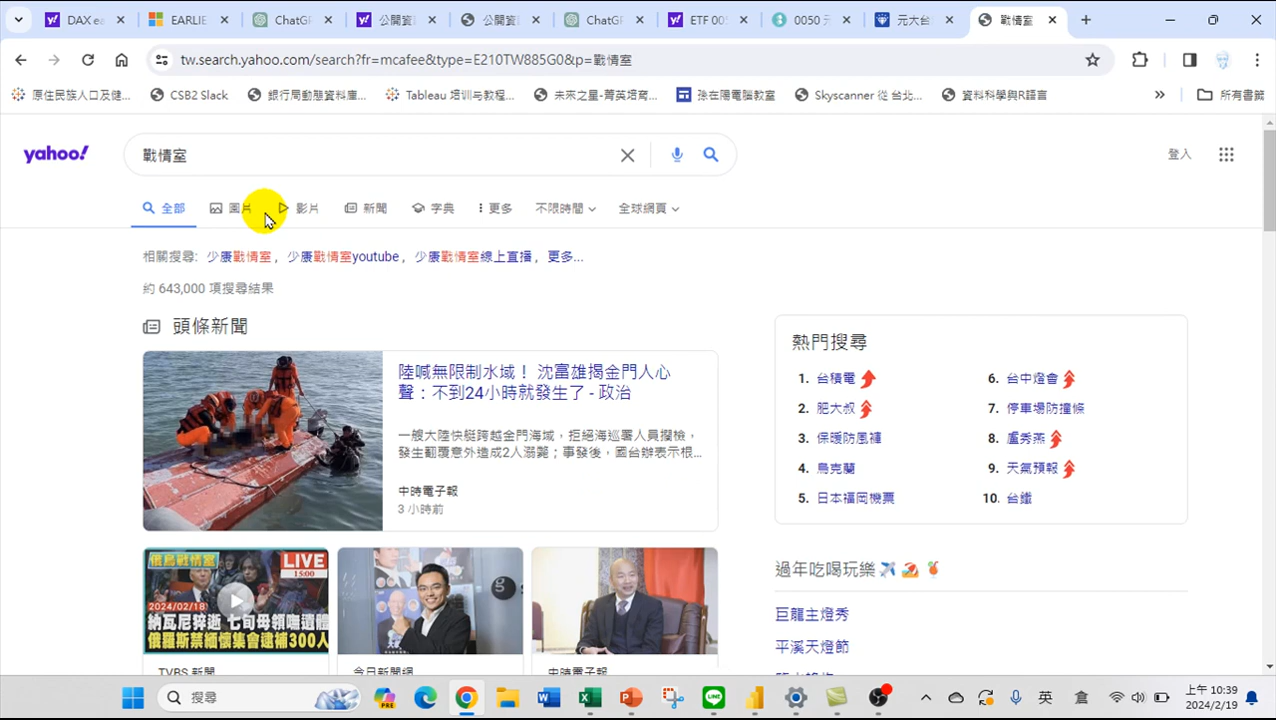 DAX ea
EARLIE
ChatGP
公開資
公開資
ChatGP
ETF 00
0050 元
元大台
戰情室
tw.search.yahoo.com/search?fr=mcafee&type=E210TW885G0&p=戰情室
原住民族人口及健...
CSB2 Slack
銀行局動態資料庫...
Tableau 培训与教程...
未來之星-菁英培育...
孫在陽電腦教室
Skyscanner 從 台北...
資料科學與R語言
»
所有書籤
yahoo!
戰情室
登入
全部
圖片
影片
新聞
字典
更多
不限時間
全球網頁
相關搜尋: 少康戰情室, 少康戰情室youtube, 少康戰情室線上直播, 更多...
約 643,000 項搜尋結果
頭條新聞
陸喊無限制水域！ 沈富雄揭金門人心
聲：不到24小時就發生了 - 政治
一艘大陸快艇跨越金門海域，拒絕海巡署人員攔檢，
發生翻覆意外造成2人溺斃；事發後，國台辦表示根...
中時電子報
3 小時前
熱門搜尋
1. 台積電
2. 肥大叔
3. 保暖防風褲
4. 烏克蘭
5. 日本福岡機票
6. 台中燈會
7. 停車場防撞條
8. 盧秀燕
9. 天氣預報
10. 台鐵
俄烏戰情室
LIVE
15:00
2024/02/18
納瓦尼猝逝 七旬母領嘸遺體
俄羅斯禁緬懷集會逮捕300人
TVBS 新聞
今日新聞網
中時電子報
過年吃喝玩樂
巨龍主燈秀
平溪天燈節
搜尋
PRE
英
上午 10:39
2024/2/19